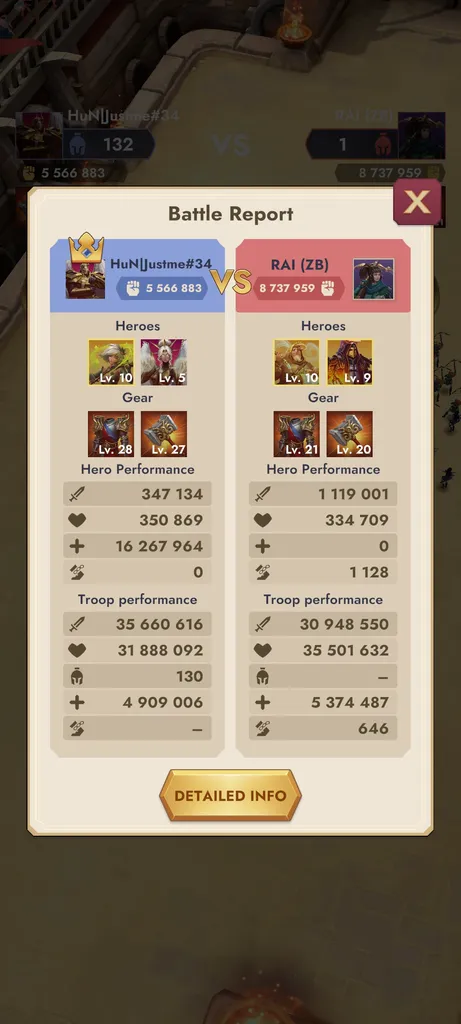 HuN]Justme#34
RAI (ZB)
132
VS
1
5 566 883
8 737 959
Battle Report
X
HuN]Justme#34
VS
RAI (ZB)
5 566 883
8 737 959
Heroes
Heroes
Lv. 10
Lv. 5
Lv. 10
Lv. 9
Gear
Gear
Lv. 28
Lv. 27
Lv. 21
Lv. 20
Hero Performance
Hero Performance
347 134
1 119 001
350 869
334 709
16 267 964
0
0
1 128
Troop performance
Troop performance
35 660 616
30 948 550
31 888 092
35 501 632
130
–
4 909 006
5 374 487
–
646
DETAILED INFO